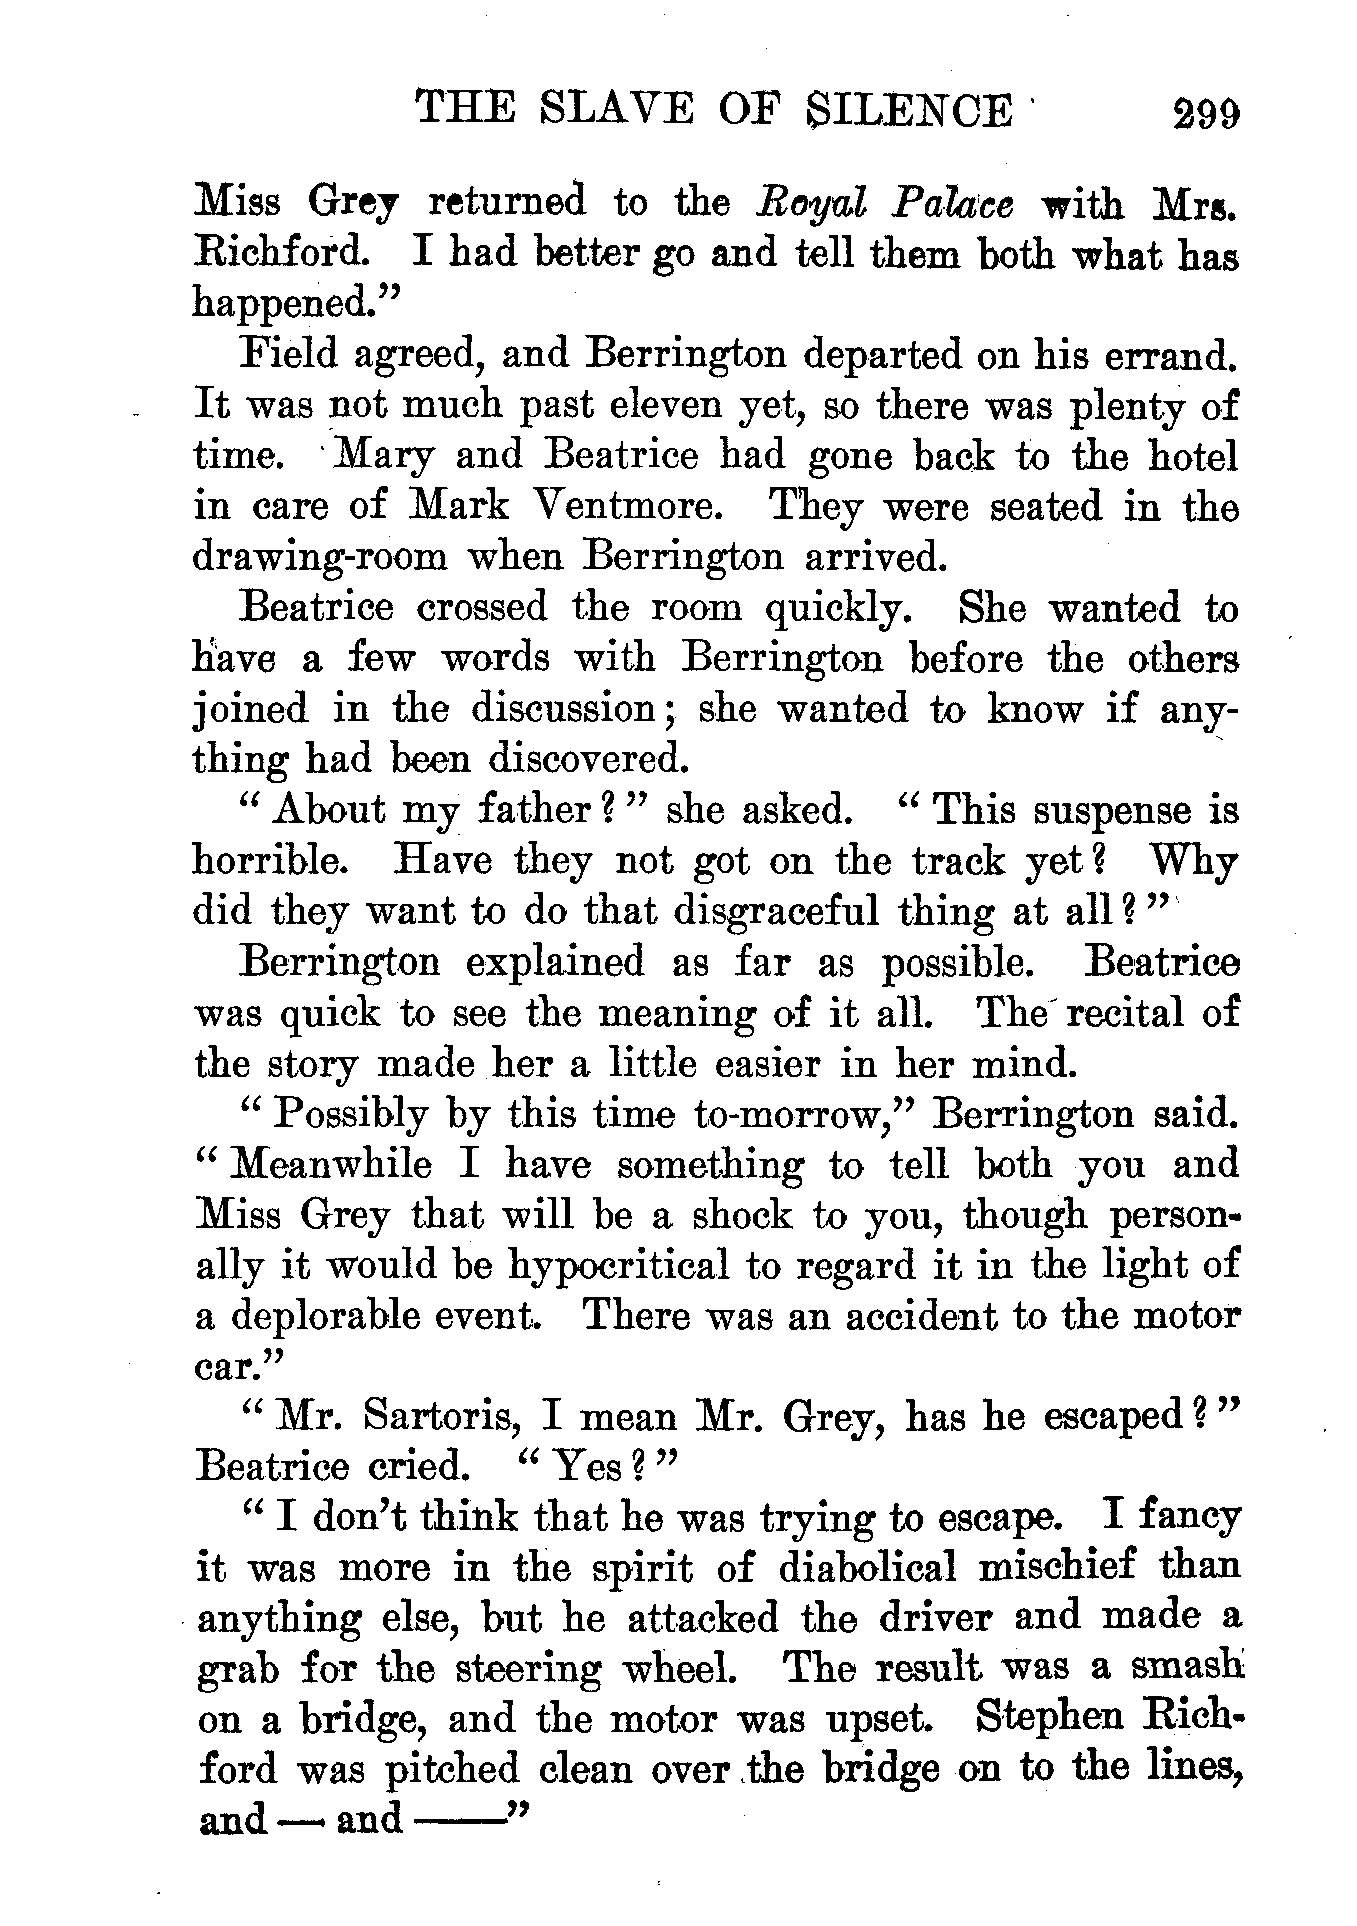 THE SLAVE OF SILENCE 299
Miss Grey returned to the Royal Palace with Mrs.
Richford. I had better go and tell them both what has
happened.”
Field agreed, and Berrington departed on his errand.
It was not much past eleven yet, so there was plenty of
time. Mary and Beatrice had gone back to the hotel
in care of Mark Ventmore. They were seated in the
drawing-room when Berrington arrived.
Beatrice crossed the room quickly. She wanted to
have a few words with Berrington before the others
joined in the discussion; she wanted to know if any-
thing had been discovered.
“ About my father? ” she asked. “ This suspense is
horrible. Have they not got on the track yet? Why
did they want to do that disgraceful thing at all? ”
Berrington explained as far as possible. Beatrice
was quick to see the meaning of it all. The recital of
the story made her a little easier in her mind.
“ Possibly by this time to-morrow,” Berrington said.
“ Meanwhile I have something to tell both you and
Miss Grey that will be a shock to you, though person-
ally it would be hypocritical to regard it in the light of
a deplorable event. There was an accident to the motor
car.”
“ Mr. Sartoris, I mean Mr. Grey, has he escaped? ”
Beatrice cried. “ Yes? ”
“ I don’t think that he was trying to escape. I fancy
it was more in the spirit of diabolical mischief than
anything else, but he attacked the driver and made a
grab for the steering wheel. The result was a smash
on a bridge, and the motor was upset. Stephen Rich-
ford was pitched clean over the bridge on to the lines,
and — and ——”